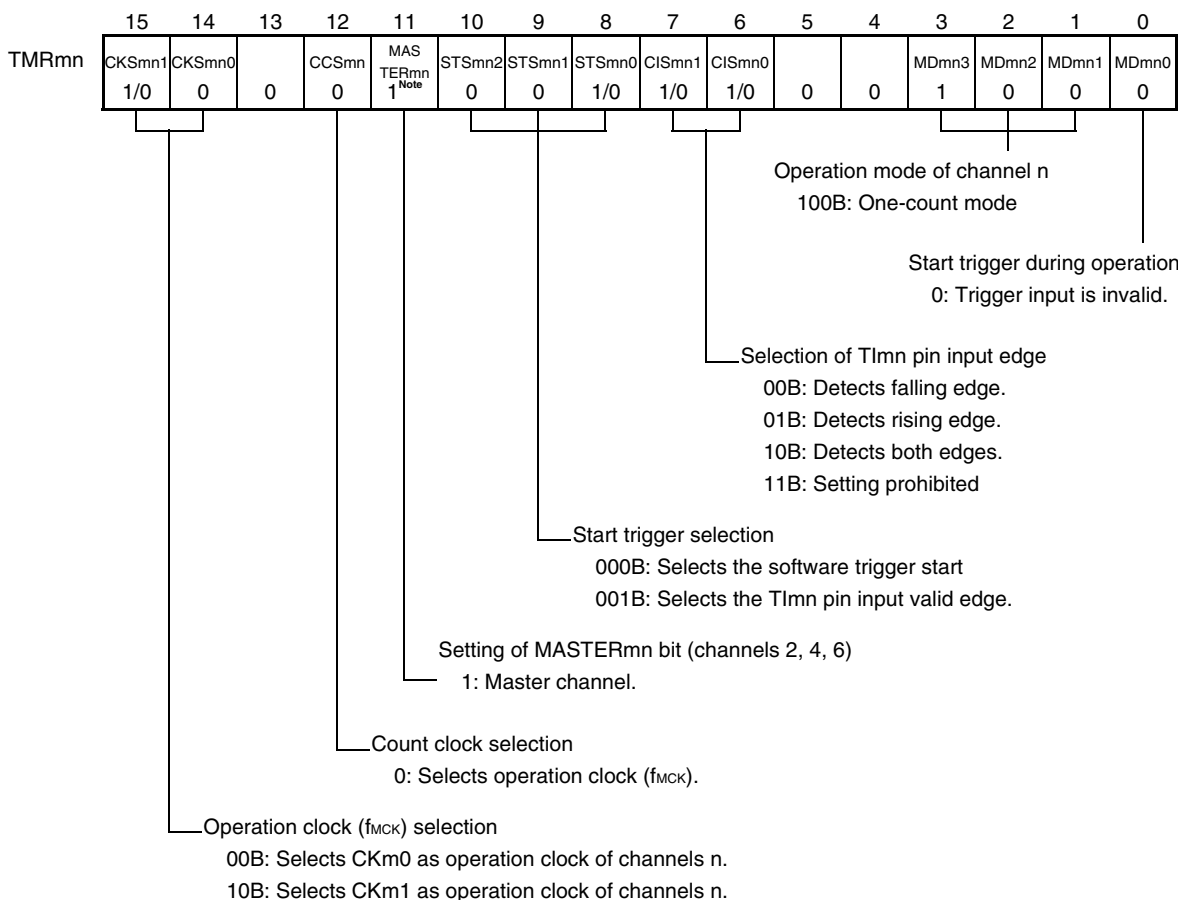 15 14 13 12 11 10 9 8 7 6 5 4 3 2 1 0
TMRmn CKSmn1 CKSmn0 CCSmn MAS TERmn STSmn2 STSmn1 STSmn0 CISmn1 CISmn0 MDmn3 MDmn2 MDmn1 MDmn0
1/0 0 0 0 1Note 0 0 1/0 1/0 1/0 0 0 1 0 0 0
Operation mode of channel n
100B: One-count mode
Start trigger during operation
0: Trigger input is invalid.
Selection of TImn pin input edge
00B: Detects falling edge.
01B: Detects rising edge.
10B: Detects both edges.
11B: Setting prohibited
Start trigger selection
000B: Selects the software trigger start
001B: Selects the TImn pin input valid edge.
Setting of MASTERmn bit (channels 2, 4, 6)
1: Master channel.
Count clock selection
0: Selects operation clock (fMCK).
Operation clock (fMCK) selection
00B: Selects CKm0 as operation clock of channels n.
10B: Selects CKm1 as operation clock of channels n.